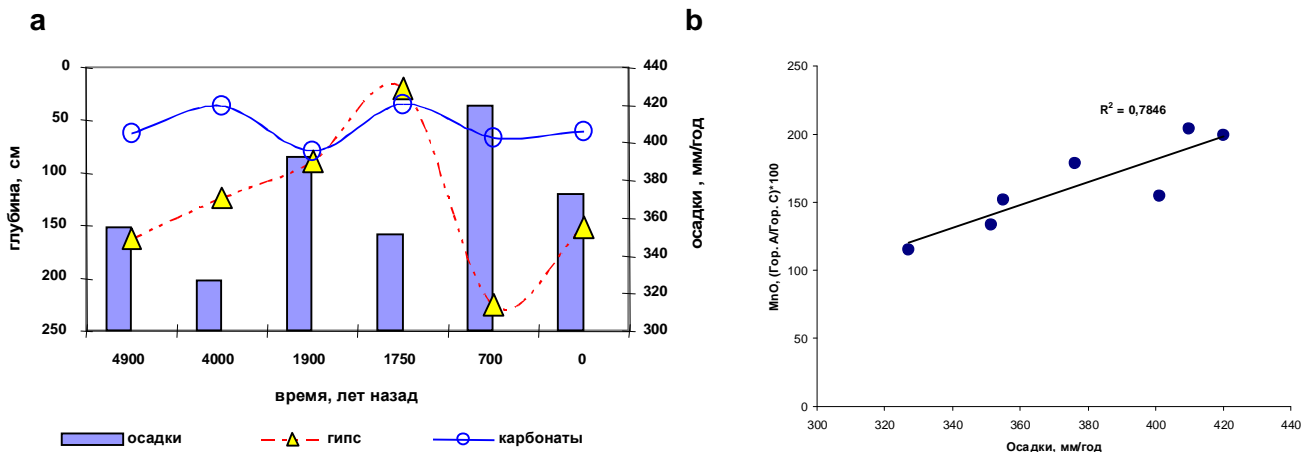 a
b
0
50
100
150
200
250
глубина, см
440
420
400
380
360
340
320
300
осадки , мм/год
4900 4000 1900 1750 700 0
время, лет назад
осадки гипс карбонаты
250
200
150
100
50
0
MnO, (Гор. А/Гор. С)*100
R² = 0,7846
300 320 340 360 380 400 420 440
Осадки, мм/год